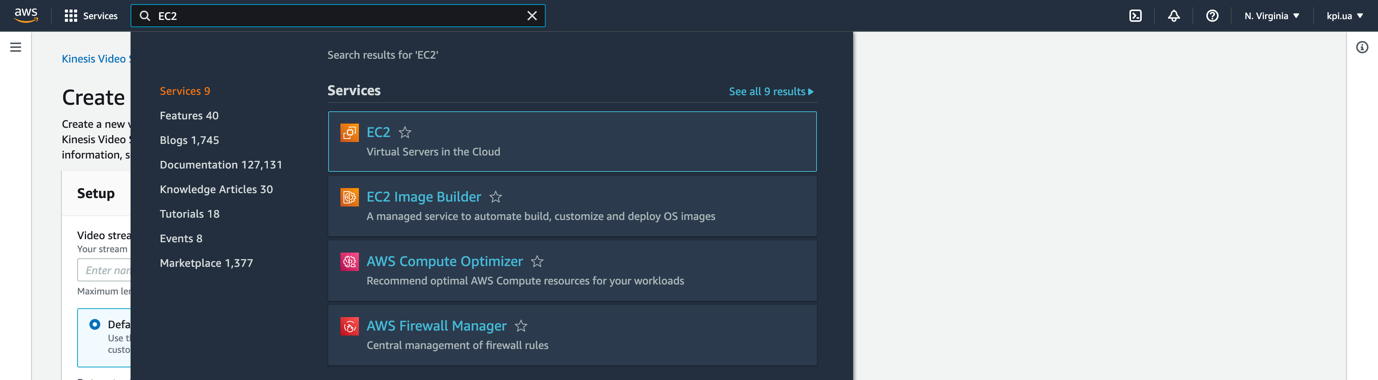 aws
Services
EC2
N. Virginia
kpi.ua
Kinesis Video
Create
Create a new
Kinesis Video
information,
Setup
Video
Your stream
Enter
Maximum
Use
Search results for 'EC2'
Services 9
Features 40
Blogs 1,745
Documentation 127,131
Knowledge Articles 30
Tutorials 18
Events 8
Marketplace 1,377
Services
See all 9 results
EC2
Virtual Servers in the Cloud
EC2 Image Builder
A managed service to automate build, customize and deploy OS images
AWS Compute Optimizer
Recommend optimal AWS Compute resources for your workloads
AWS Firewall Manager
Central management of firewall rules